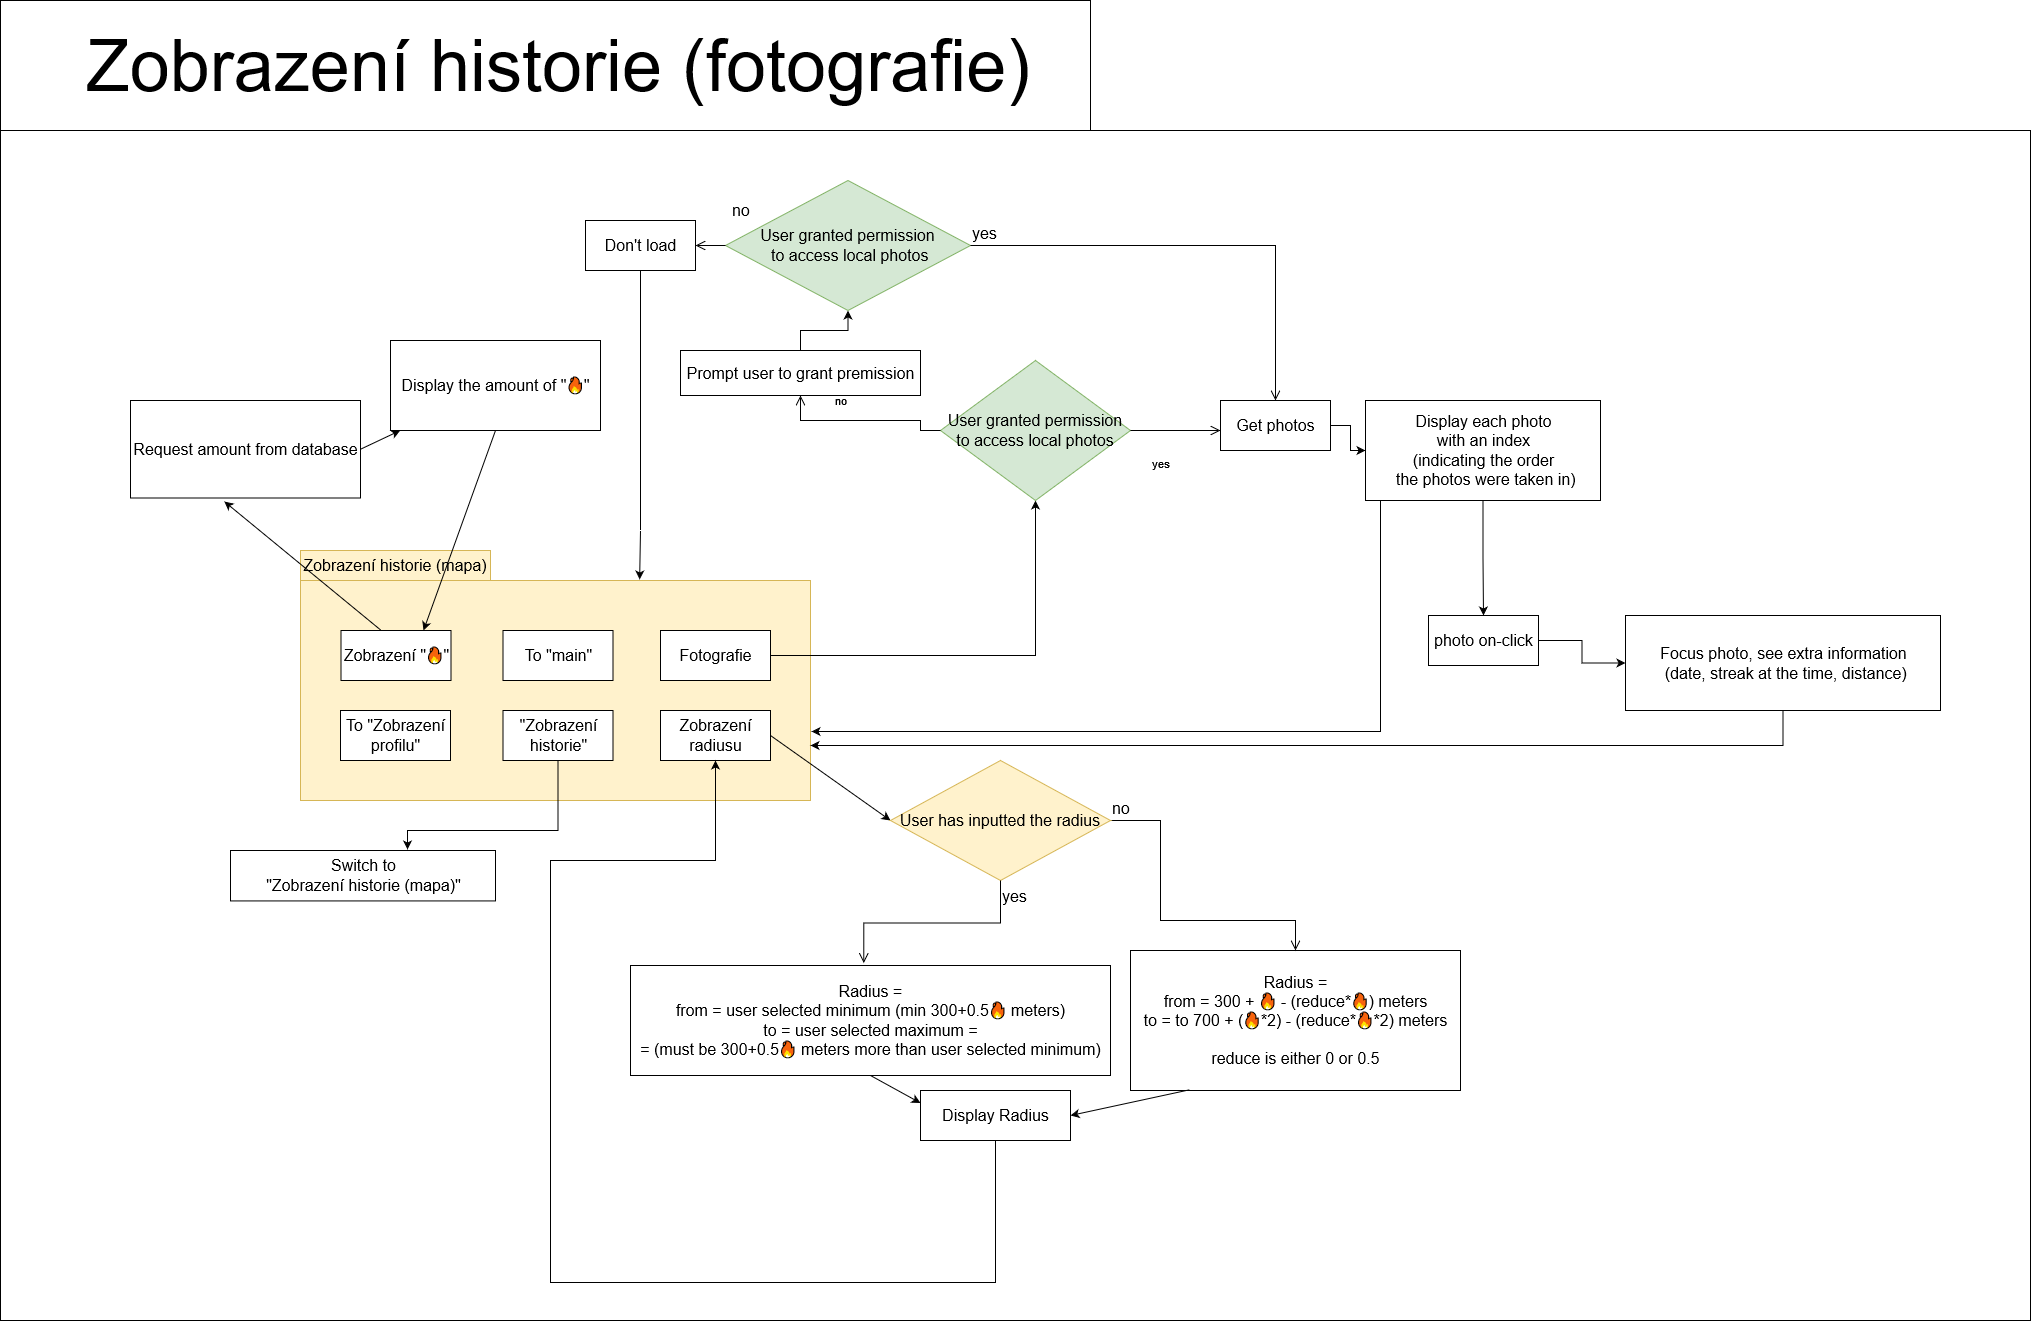 Zobrazení historie (fotografie)
no
User granted permission
to access local photos
yes
Don't load
Prompt user to grant premission
no
Display the amount of "🔥"
Request amount from database
User granted permission
to access local photos
yes
Get photos
Display each photo
with an index
(indicating the order
the photos were taken in)
Zobrazení historie (mapa)
Zobrazení "🔥"
To "main"
Fotografie
photo on-click
Focus photo, see extra information
(date, streak at the time, distance)
To "Zobrazení
profilu"
"Zobrazení
historie"
Zobrazení
radiusu
User has inputted the radius
no
yes
Switch to
"Zobrazení historie (mapa)"
Radius =
from = user selected minimum (min 300+0.5🔥 meters)
to = user selected maximum =
= (must be 300+0.5🔥 meters more than user selected minimum)
Radius =
from = 300 + 🔥 - (reduce*🔥) meters
to = to 700 + (🔥*2) - (reduce*🔥*2) meters
reduce is either 0 or 0.5
Display Radius